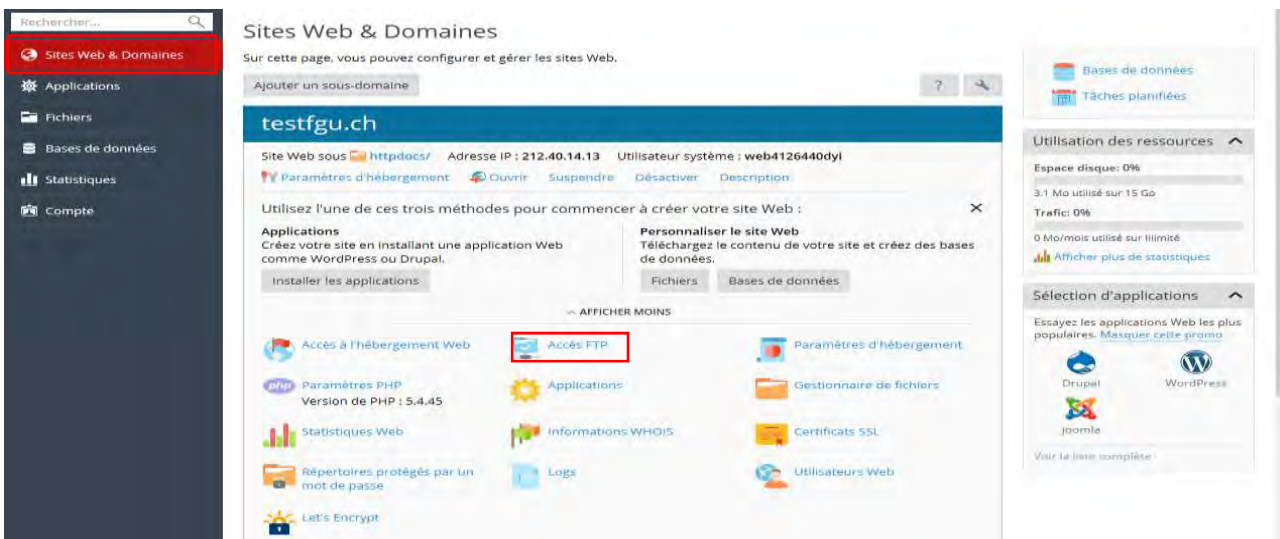 Rechercher...
Sites Web & Domaines
Applications
Fichiers
Bases de données
Statistiques
Compte
Sites Web & Domaines
Sur cette page, vous pouvez configurer et gérer les sites Web.
Ajouter un sous-domaine
?
testfgu.ch
Site Web sous httpdocs/ Adresse IP : 212.40.14.13 Utilisateur système : web4126440dyl
Paramètres d'hébergement Ouvrir Suspendre Désactiver Description
Utilisez l'une de ces trois méthodes pour commencer à créer votre site Web :
Applications
Créez votre site en installant une application Web
comme WordPress ou Drupal.
Installer les applications
Personnaliser le site Web
Téléchargez le contenu de votre site et créez des bases
de données.
Fichiers Bases de données
AFFICHER MOINS
Accès à l'hébergement Web
Accès FTP
Paramètres d'hébergement
php Paramètres PHP
Version de PHP : 5.4.45
Applications
Gestionnaire de fichiers
Statistiques Web
Informations WHOIS
Certificats SSL
Répertoires protégés par un
mot de passe
Logs
Utilisateurs Web
Let's Encrypt
Bases de données
Tâches planifiées
Utilisation des ressources
Espace disque: 0%
3.1 Mo utilisé sur 15 Go
Trafic: 0%
0 Mo/mois utilisé sur Illimité
Afficher plus de statistiques
Sélection d'applications
Essayez les applications Web les plus
populaires. Masquer cette promo
Drupal
WordPress
Joomla
Voir la liste complète